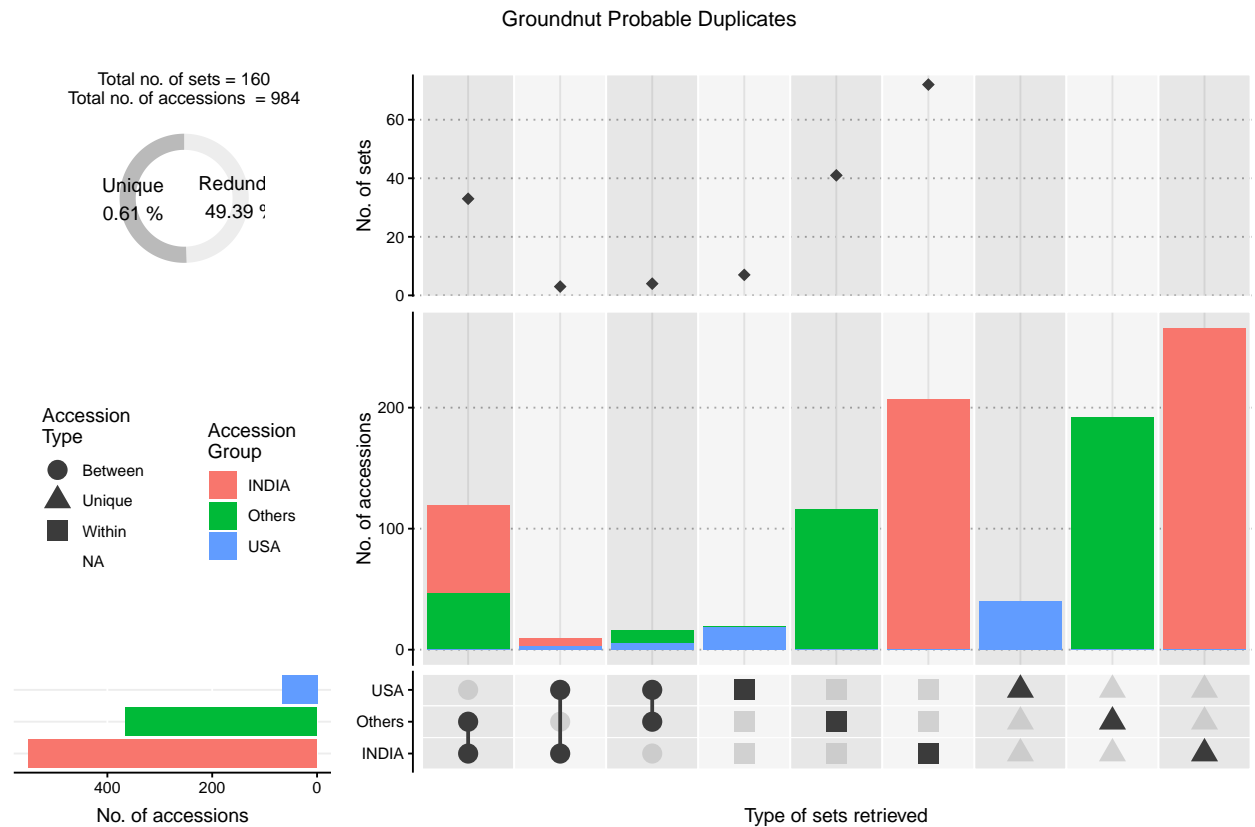 Groundnut Probable Duplicates
Total no. of sets = 160
Total no. of accessions = 984
Unique
0.61 %
Redund
49.39 %
No. of sets
60
40
20
0
No. of accessions
200
100
0
Accession
Type
Between
Unique
Within
NA
Accession
Group
INDIA
Others
USA
USA
Others
INDIA
400
200
0
No. of accessions
Type of sets retrieved